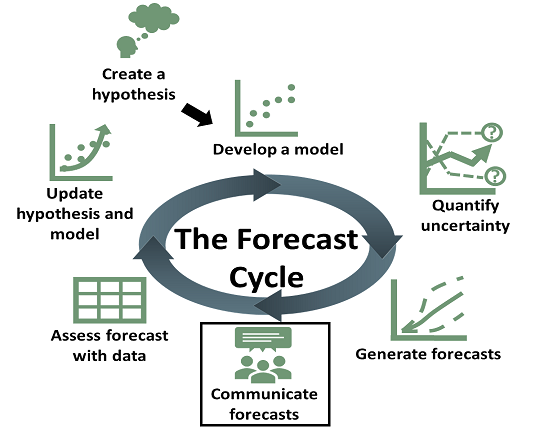 Create a
hypothesis
Develop a model
?
Quantify
uncertainty
?
Update
hypothesis and
model
The Forecast
Cycle
Assess forecast
with data
Generate forecasts
Communicate
forecasts